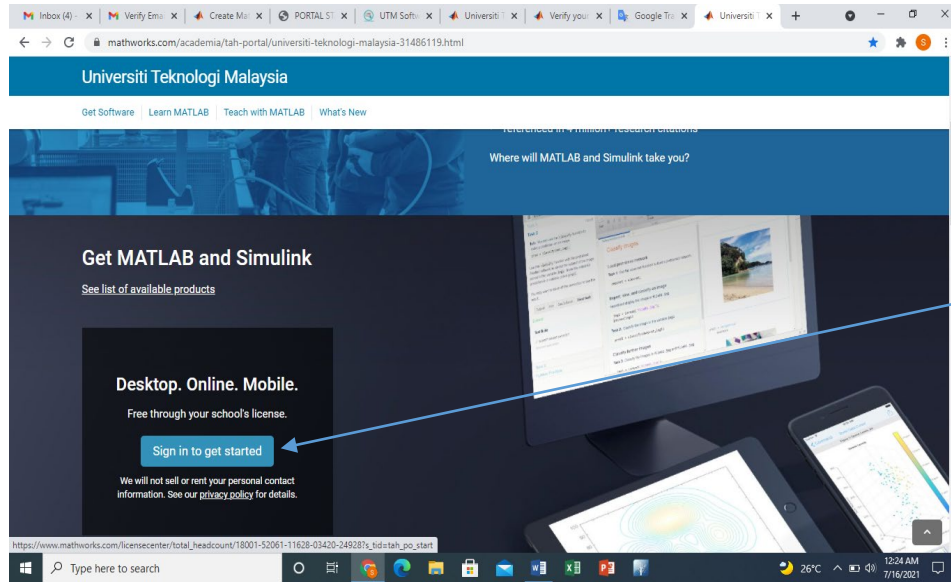 Inbox (4) -
Verify Emai
Create Mat
PORTAL ST
UTM Softw
Universiti T
Verify your
Google Tra
Universiti T
mathworks.com/academia/tah-portal/universiti-teknologi-malaysia-31486119.html
S
Universiti Teknologi Malaysia
Get Software Learn MATLAB Teach with MATLAB What's New
referenced in 4 million+ research citations
Where will MATLAB and Simulink take you?
Get MATLAB and Simulink
See list of available products
Desktop. Online. Mobile.
Free through your school's license.
Sign in to get started
We will not sell or rent your personal contact
information. See our privacy policy for details.
https://www.mathworks.com/licensecenter/total_headcount/18001-52061-11628-03420-24928?s_tid=tah_po_start
Type here to search
26°C
12:24 AM
7/16/2021